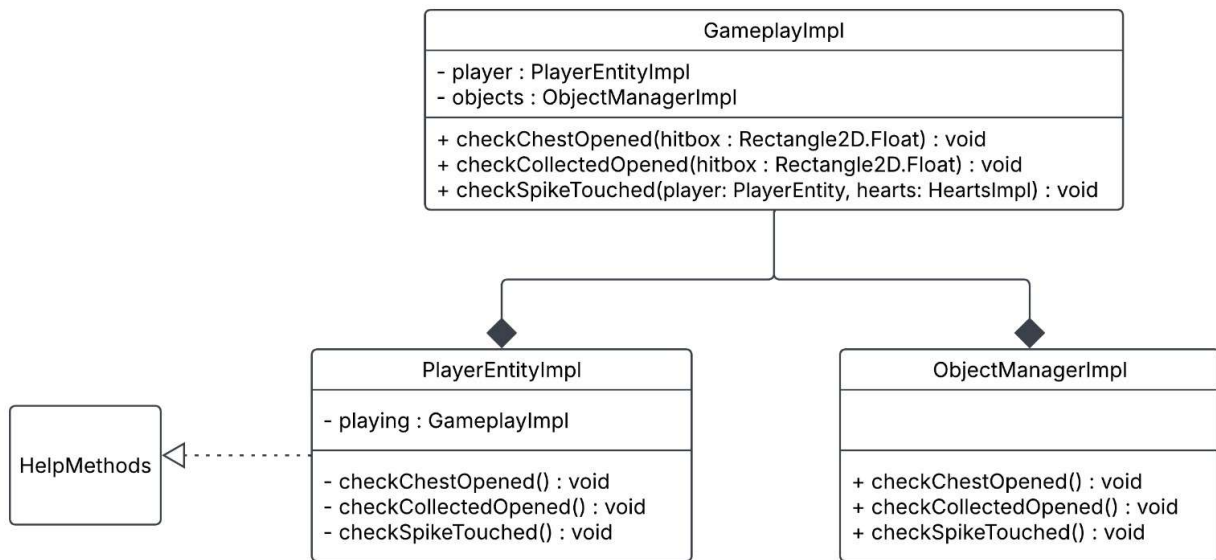 GameplayImpl
- player : PlayerEntityImpl
- objects : ObjectManagerImpl
+ checkChestOpened(hitbox : Rectangle2D.Float) : void
+ checkCollectedOpened(hitbox : Rectangle2D.Float) : void
+ checkSpikeTouched(player: PlayerEntity, hearts: HeartsImpl) : void
HelpMethods
PlayerEntityImpl
- playing : GameplayImpl
- checkChestOpened() : void
- checkCollectedOpened() : void
- checkSpikeTouched() : void
ObjectManagerImpl
+ checkChestOpened() : void
+ checkCollectedOpened() : void
+ checkSpikeTouched() : void